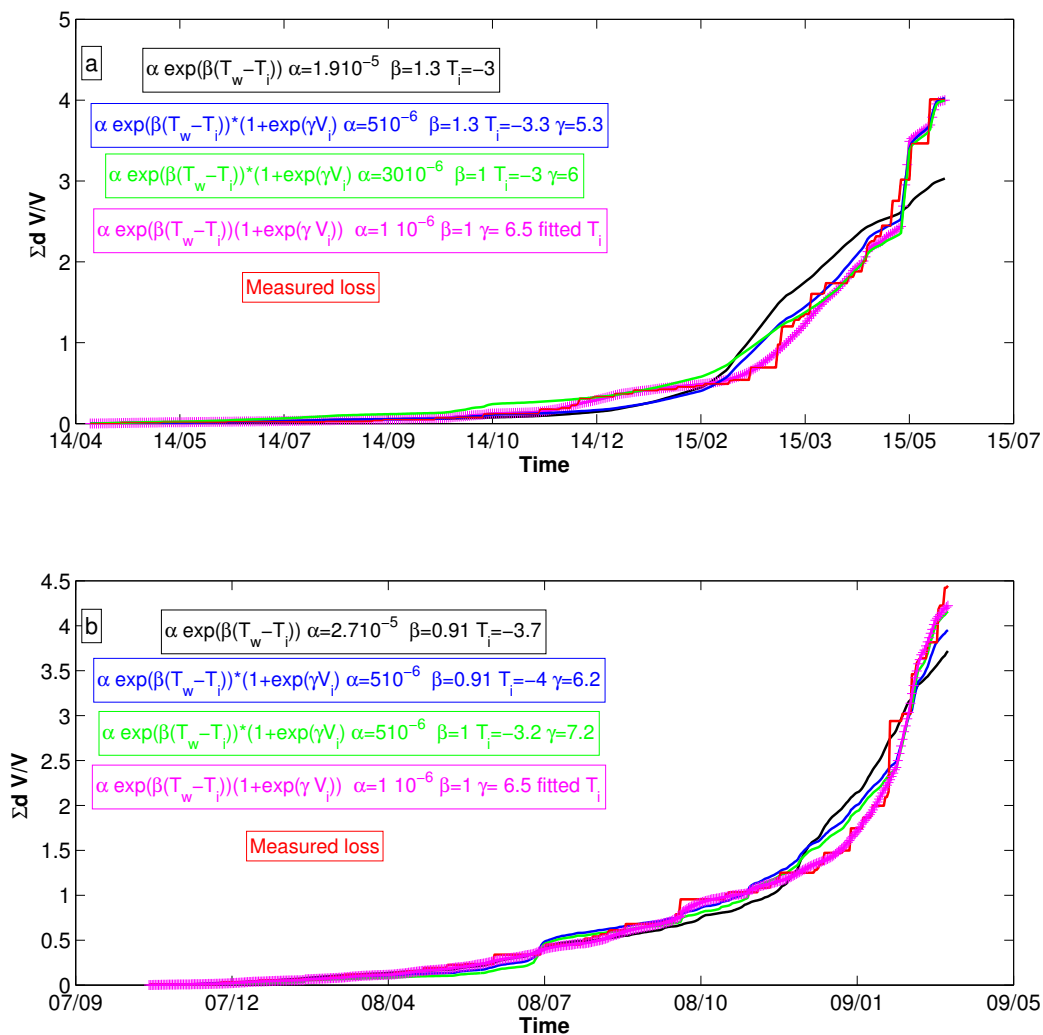 5
a
α exp(β(T_w−T_i)) α=1.910^−5 β=1.3 T_i=−3
4
α exp(β(T_w−T_i))*(1+exp(γV_i) α=510^−6 β=1.3 T_i=−3.3 γ=5.3
3
α exp(β(T_w−T_i))*(1+exp(γV_i) α=3010^−6 β=1 T_i=−3 γ=6
α exp(β(T_w−T_i))(1+exp(γ V_i)) α=1 10^−6 β=1 γ= 6.5 fitted T_i
2
Measured loss
1
0
Σd V/V
14/04 14/05 14/07 14/09 14/10 14/12 15/02 15/03 15/05 15/07
Time
4.5
b
α exp(β(T_w−T_i)) α=2.710^−5 β=0.91 T_i=−3.7
4
3.5
α exp(β(T_w−T_i))*(1+exp(γV_i) α=510^−6 β=0.91 T_i=−4 γ=6.2
3
α exp(β(T_w−T_i))*(1+exp(γV_i) α=510^−6 β=1 T_i=−3.2 γ=7.2
2.5
α exp(β(T_w−T_i))(1+exp(γ V_i)) α=1 10^−6 β=1 γ= 6.5 fitted T_i
2
1.5
Measured loss
1
0.5
0
Σd V/V
07/09 07/12 08/04 08/07 08/10 09/01 09/05
Time